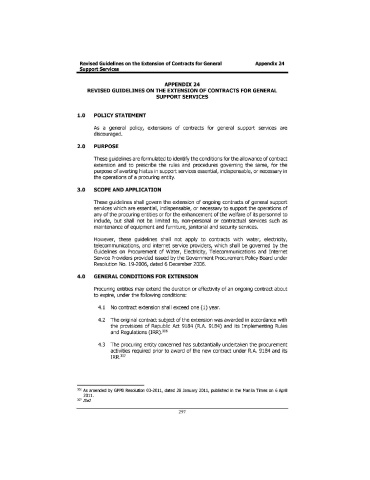 Revised Guidelines on the Extension of Contracts for General Appendix 24
Support Services
APPENDIX 24
REVISED GUIDELINES ON THE EXTENSION OF CONTRACTS FOR GENERAL
SUPPORT SERVICES
1.0 POLICY STATEMENT
As a general policy, extensions of contracts for general support services are
discouraged.
2.0 PURPOSE
These guidelines are formulated to identify the conditions for the allowance of contract
extension and to prescribe the rules and procedures governing the same, for the
purpose of averting hiatus in support services essential, indispensable, or necessary in
the operations of a procuring entity.
3.0 SCOPE AND APPLICATION
These guidelines shall govern the extension of ongoing contracts of general support
services which are essential, indispensable, or necessary to support the operations of
any of the procuring entities or for the enhancement of the welfare of its personnel to
include, but shall not be limited to, non-personal or contractual services such as
maintenance of equipment and furniture, janitorial and security services.
However, these guidelines shall not apply to contracts with water, electricity,
telecommunications, and internet service providers, which shall be governed by the
Guidelines on Procurement of Water, Electricity, Telecommunications and Internet
Service Providers provided issued by the Government Procurement Policy Board under
Resolution No. 19-2006, dated 6 December 2006.
4.0 GENERAL CONDITIONS FOR EXTENSION
Procuring entities may extend the duration or effectivity of an ongoing contract about
to expire, under the following conditions:
4.1 No contract extension shall exceed one (1) year.
4.2 The original contract subject of the extension was awarded in accordance with
the provisions of Republic Act 9184 (R.A. 9184) and its Implementing Rules
and Regulations (IRR).
4.3 The procuring entity concerned has substantially undertaken the procurement
activities required prior to award of the new contract under R.A. 9184 and its
IRR.
As amended by GPPB Resolution 03-2011, dated 28 January 2011, published in the Manila Times on 6 April
2011.
Ibid